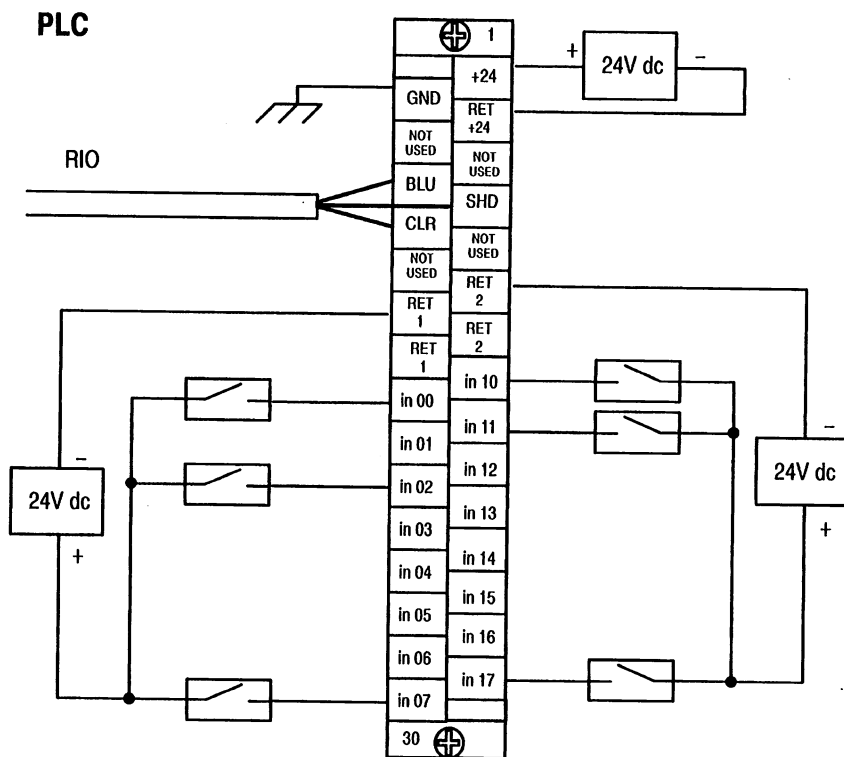 PLC
1
+24
+ 24V dc -
GND
RET
+24
NOT
USED
NOT
USED
RIO
BLU
SHD
CLR
NOT
USED
NOT
USED
RET
2
RET
1
RET
2
RET
1
in 10
in 00
in 11
in 01
in 12
in 02
in 13
in 03
in 14
in 04
in 15
in 05
in 16
in 06
in 17
in 07
30
-
24V dc
+
-
24V dc
+